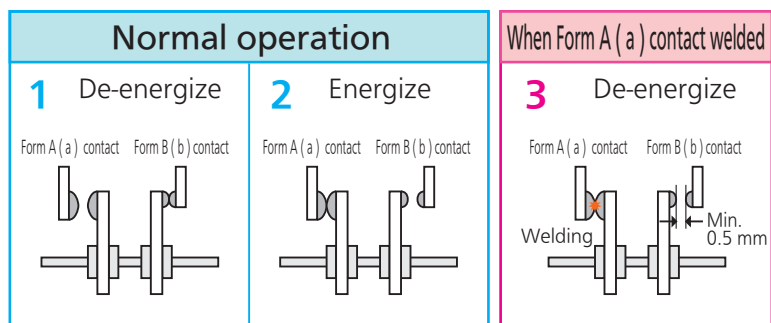 Normal operation
When Form A ( a ) contact welded
1 De-energize
2 Energize
3 De-energize
Form A ( a ) contact Form B ( b ) contact
Form A ( a ) contact Form B ( b ) contact
Form A ( a ) contact Form B ( b ) contact
Welding
Min.
0.5 mm